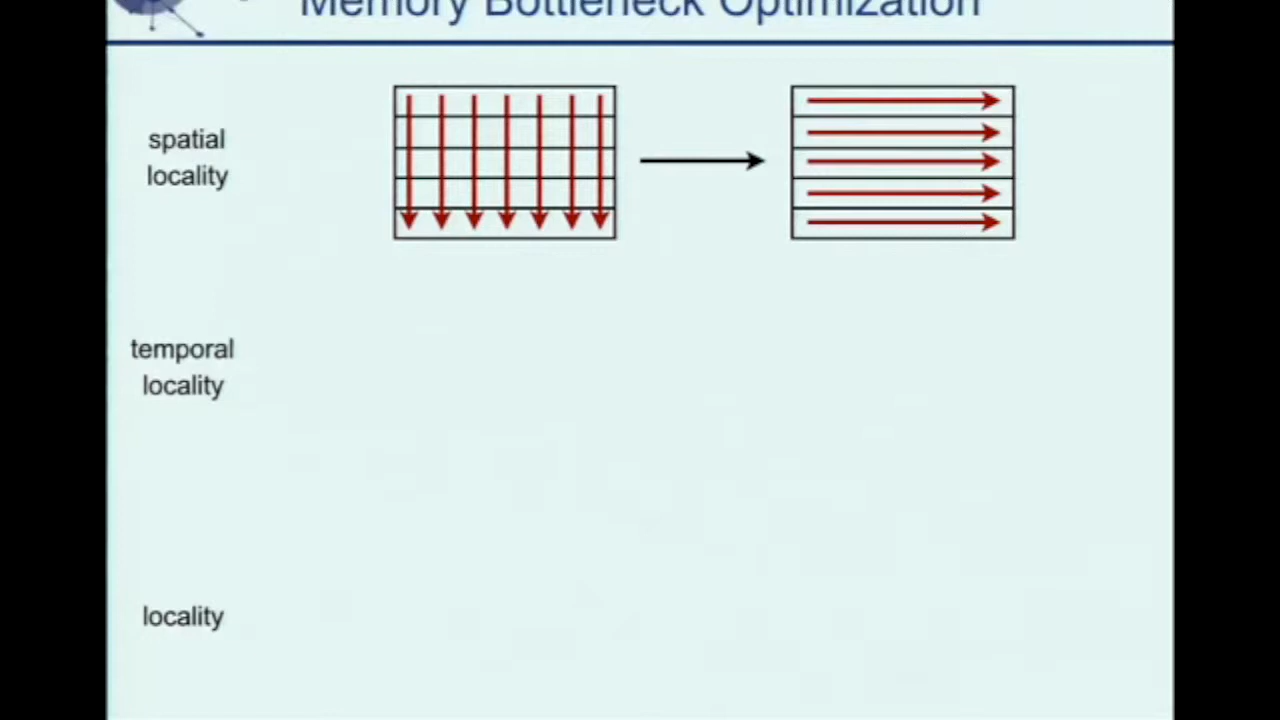 Memory Bottleneck Optimization
spatial
locality
temporal
locality
locality